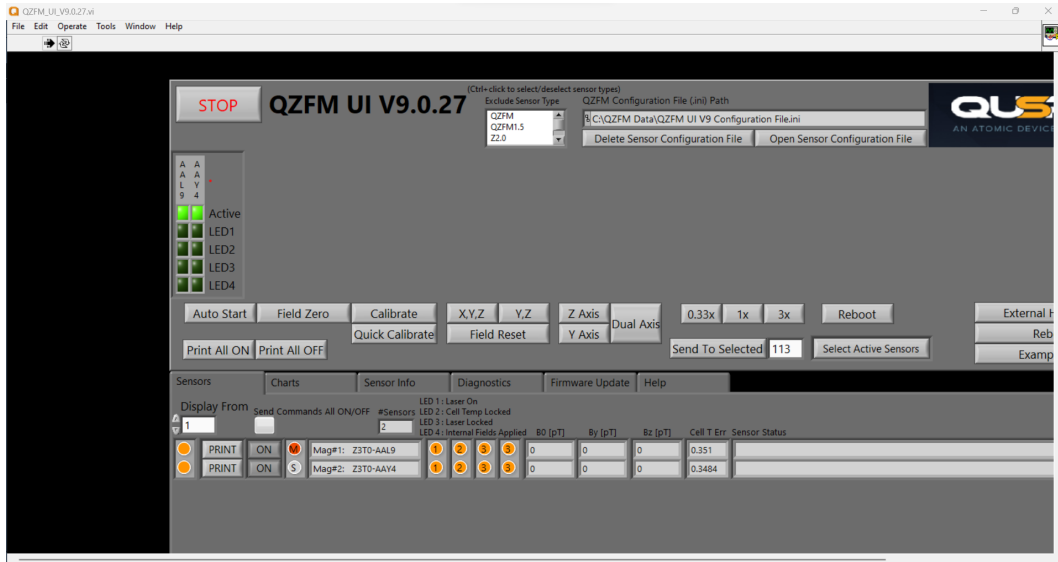 QZFM_UI_V9.0.27.vi
File Edit Operate Tools Window Help
STOP
QZFM UI V9.0.27
(Ctrl+click to select/deselect sensor types)
Exclude Sensor Type
QZFM
QZFM1.5
Z2.0
QZFM Configuration File (.ini) Path
C:\QZFM Data\QZFM UI V9 Configuration File.ini
Delete Sensor Configuration File
Open Sensor Configuration File
AN ATOMIC DEVICE
A A
A A
L Y
9 4
Active
LED1
LED2
LED3
LED4
Auto Start Field Zero Calibrate X,Y,Z Y,Z Z Axis Dual Axis 0.33x 1x 3x Reboot External
Quick Calibrate Field Reset Y Axis Reb
Print All ON Print All OFF Send To Selected 113 Select Active Sensors Examp
Sensors Charts Sensor Info Diagnostics Firmware Update Help
Display From
1
Send Commands All ON/OFF
#Sensors
2
LED 1 : Laser On
LED 2 : Cell Temp Locked
LED 3 : Laser Locked
LED 4 : Internal Fields Applied B0 [pT] By [pT] Bz [pT] Cell T Err Sensor Status
PRINT ON M Mag#1: Z3T0-AAL9 1 2 3 3 0 0 0 0.351
PRINT ON S Mag#2: Z3T0-AAY4 1 2 3 3 0 0 0 0.3484